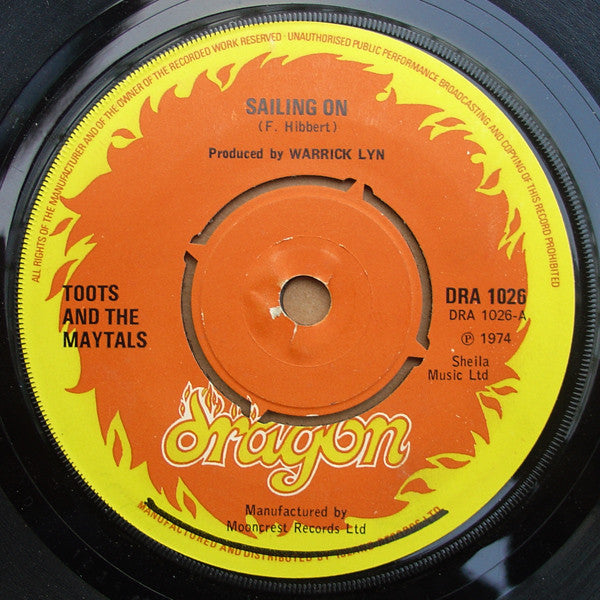 ALL RIGHTS OF THE MANUFACTURER AND OF THE OWNER OF THE RECORDED WORK RESERVED · UNAUTHORISED PUBLIC PERFORMANCE BROADCASTING AND COPYING OF THIS RECORD PROHIBITED
SAILING ON
(F. Hibbert)
Produced by WARRICK LYN
TOOTS
AND THE
MAYTALS
DRA 1026
DRA 1026-A
℗ 1974
Sheila
Music Ltd
dragon
Manufactured by
Mooncrest Records Ltd
MANUFACTURED AND DISTRIBUTED BY RECORDS LTD